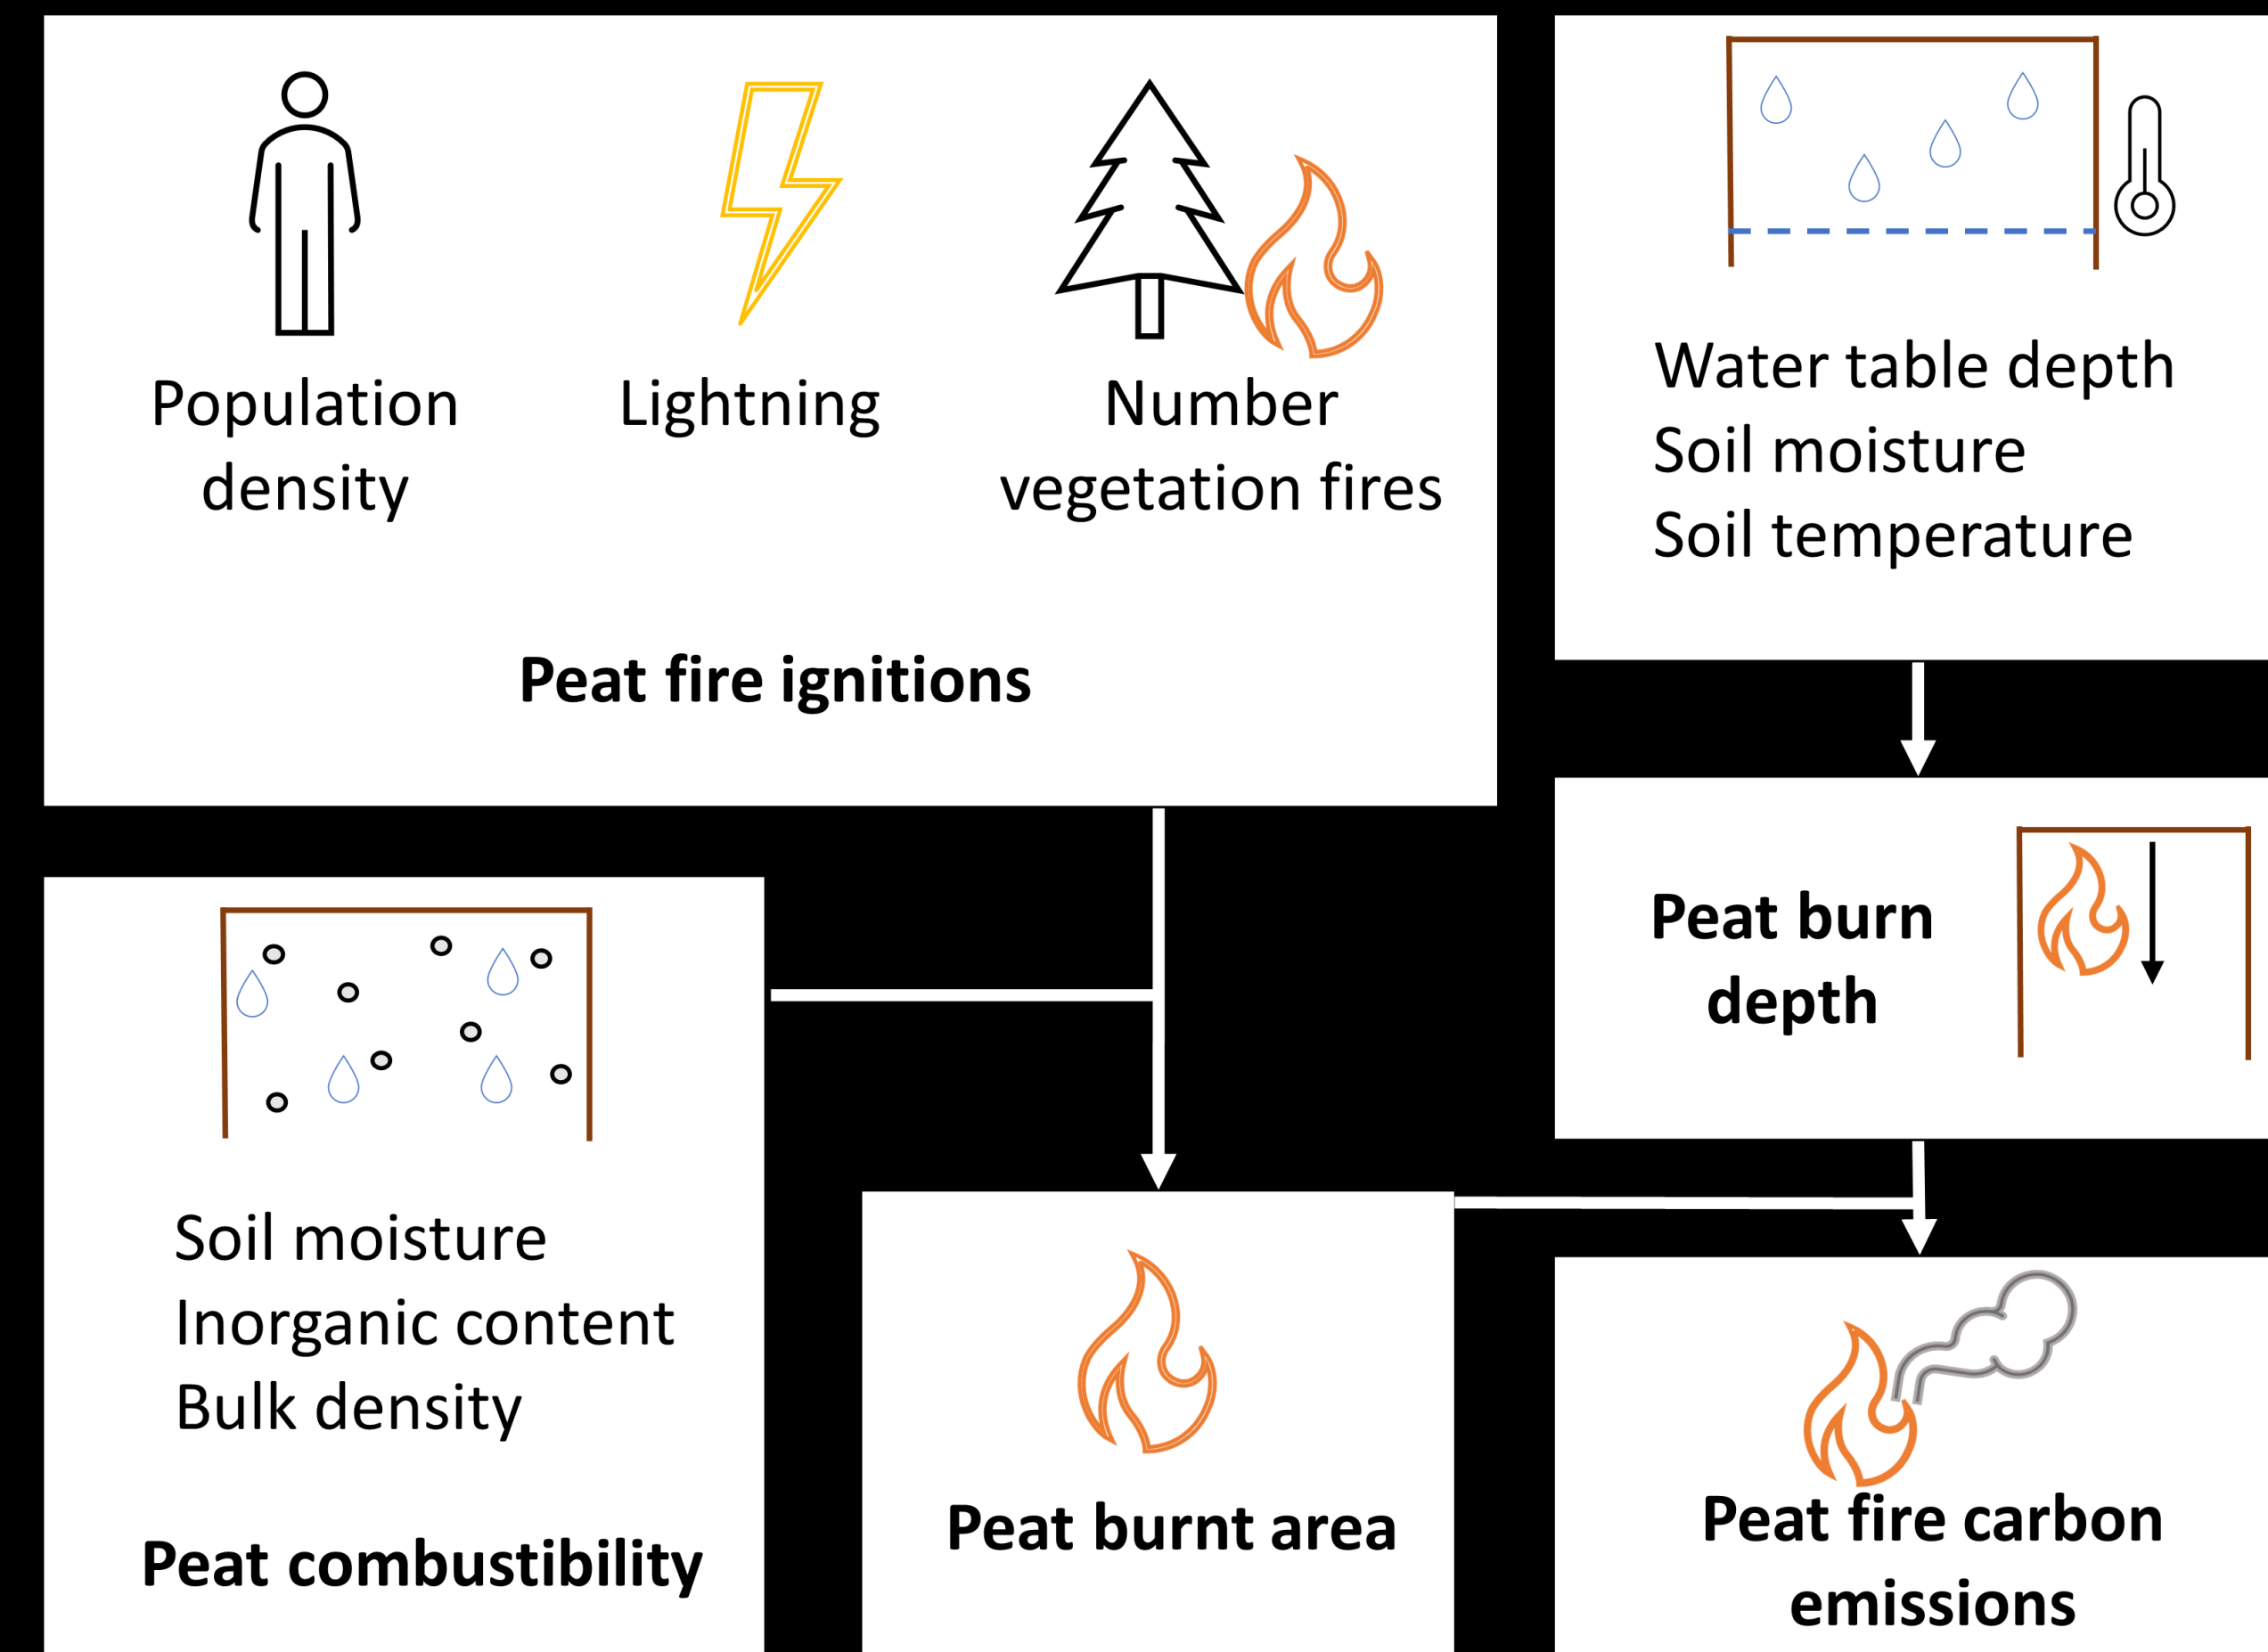 Population
density
Lightning
Number
vegetation fires
Peat fire ignitions
Water table depth
Soil moisture
Soil temperature
Peat burn
depth
Soil moisture
Inorganic content
Bulk density
Peat combustibility
Peat burnt area
Peat fire carbon
emissions